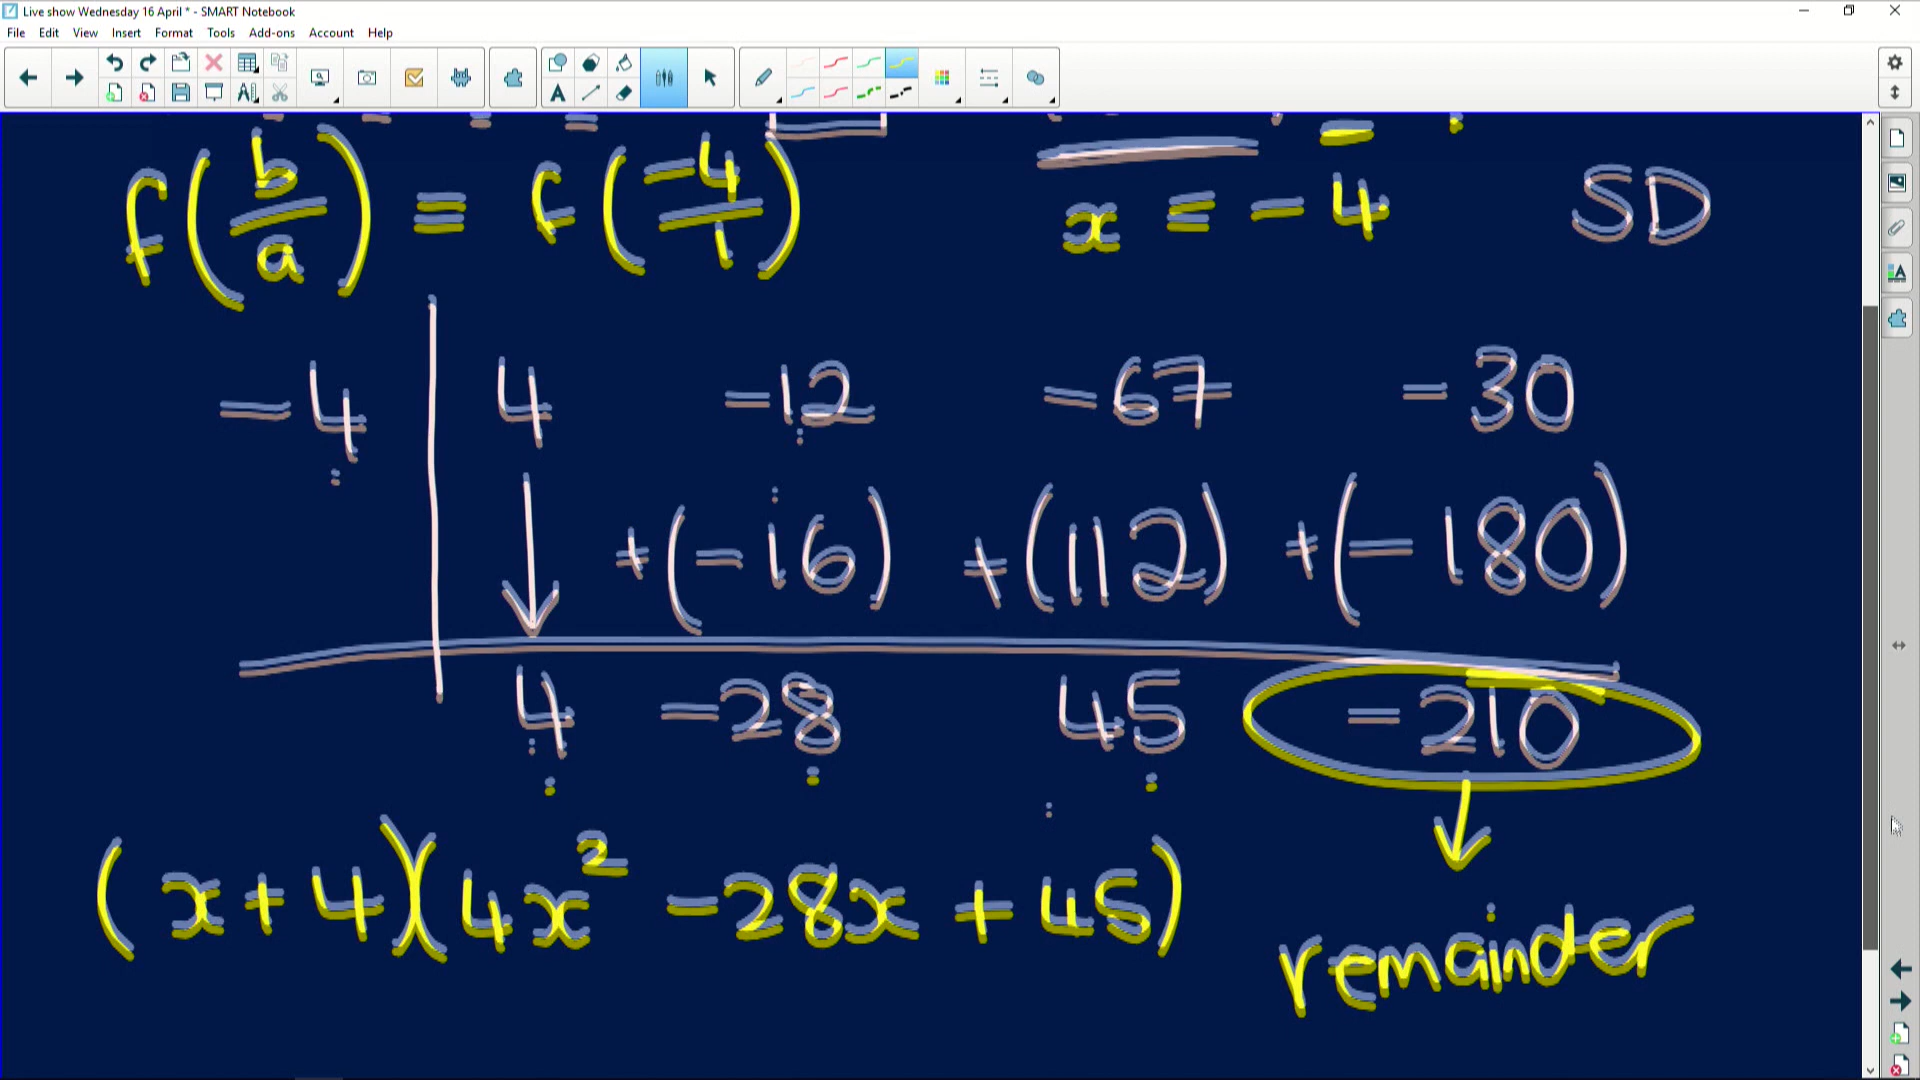 Live show Wednesday 16 April * - SMART Notebook
File Edit View Insert Format Tools Add-ons Account Help
f(b/a) = f(-4/1) x = -4 SD
-4 4 -12 -67 -30
+(-16) +(112) +(-180)
4 -28 45 -210
(x+4)(4x² -28x + 45)
remainder